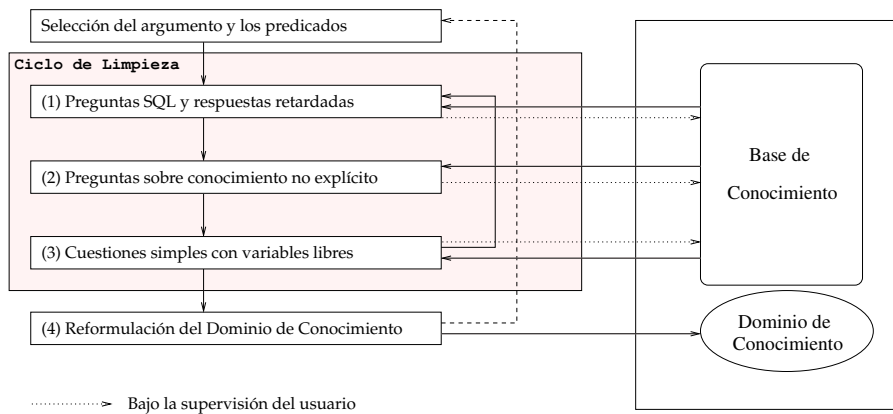 Selección del argumento y los predicados
Ciclo de Limpieza
(1) Preguntas SQL y respuestas retardadas
(2) Preguntas sobre conocimiento no explícito
(3) Cuestiones simples con variables libres
(4) Reformulación del Dominio de Conocimiento
Base de
Conocimiento
Dominio de
Conocimiento
Bajo la supervisión del usuario